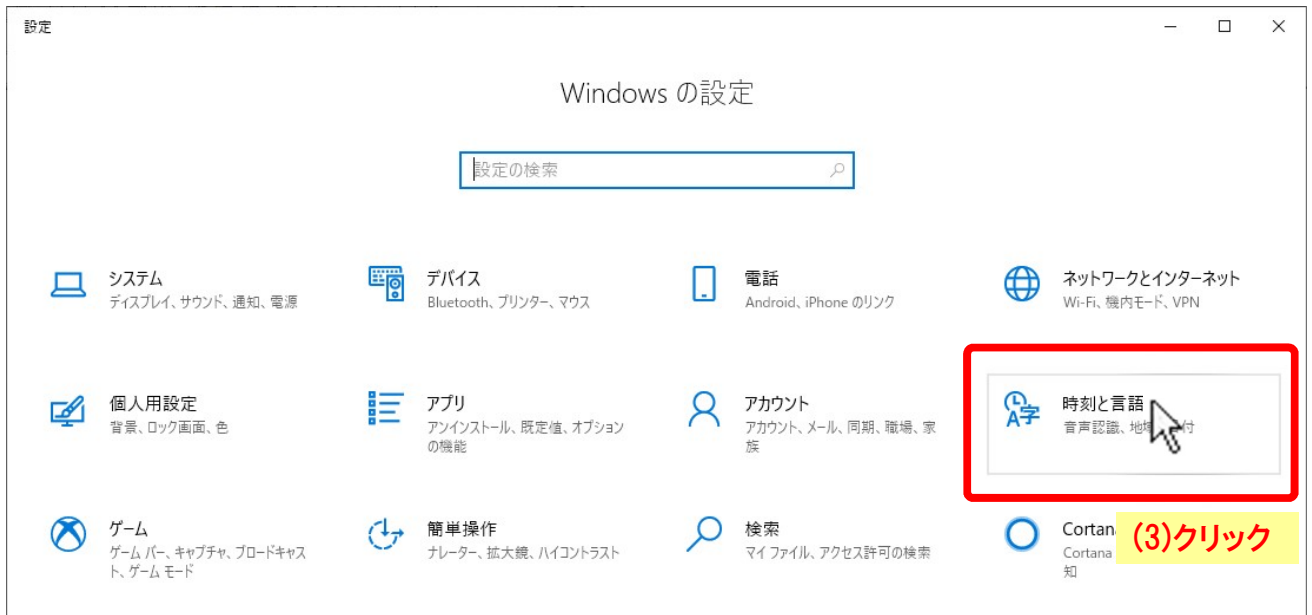 設定
Windows の設定
設定の検索
システム
ディスプレイ、サウンド、通知、電源
デバイス
Bluetooth、プリンター、マウス
電話
Android、iPhone のリンク
ネットワークとインターネット
Wi-Fi、機内モード、VPN
個人用設定
背景、ロック画面、色
アプリ
アンインストール、既定値、オプション
の機能
アカウント
アカウント、メール、同期、職場、家
族
時刻と言語
音声認識、地 付
ゲーム
ゲーム バー、キャプチャ、ブロードキャス
ト、ゲーム モード
簡単操作
ナレーター、拡大鏡、ハイコントラスト
検索
マイ ファイル、アクセス許可の検索
Cortan
Cortana
知
(3)クリック